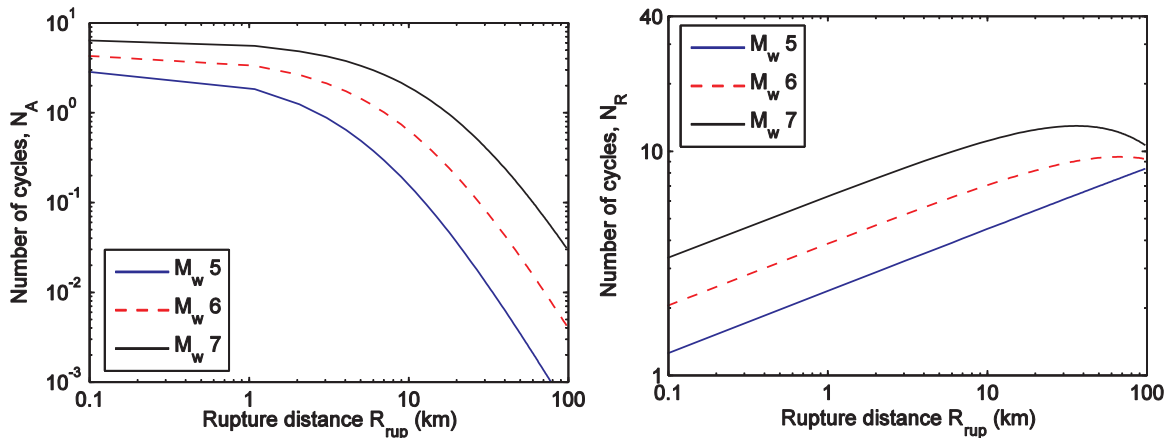 Number of cycles, N_A
10^1
10^0
10^-1
10^-2
10^-3
M_w 5
M_w 6
M_w 7
0.1
1
10
100
Rupture distance R_rup (km)
Number of cycles, N_R
40
10
1
M_w 5
M_w 6
M_w 7
0.1
1
10
100
Rupture distance R_rup (km)